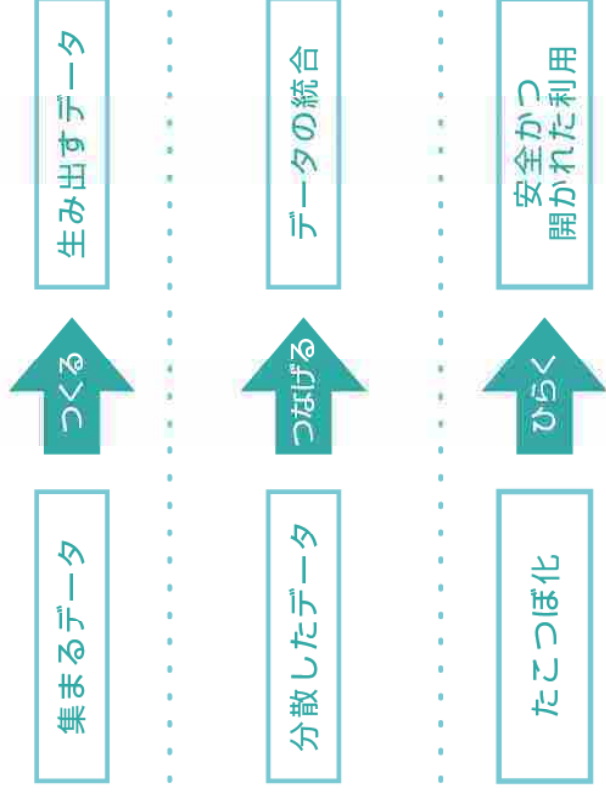 集まるデータ
つくる
生み出すデータ
分散したデータ
つなげる
データの統合
たこつぼ化
ひらく
安全かつ
開かれた利用